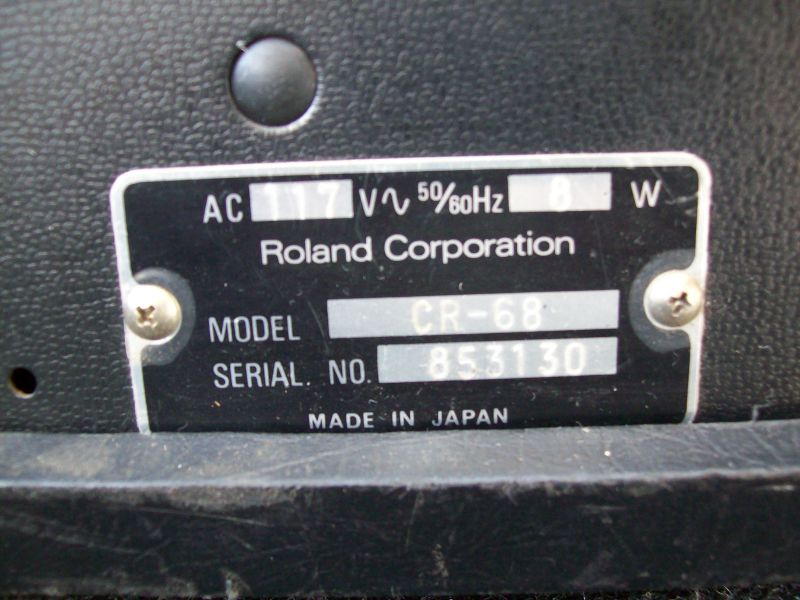 AC 117 V∿ 50/60Hz 8 W
Roland Corporation
MODEL CR-68
SERIAL. NO. 853130
MADE IN JAPAN